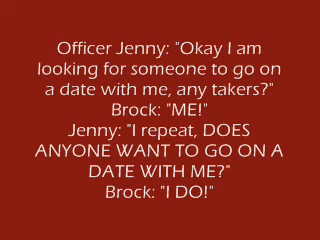 Officer Jenny: "Okay I am
looking for someone to go on
a date with me, any takers?"
Brock: "ME!"
Jenny: "I repeat, DOES
ANYONE WANT TO GO ON A
DATE WITH ME?"
Brock: "I DO!"